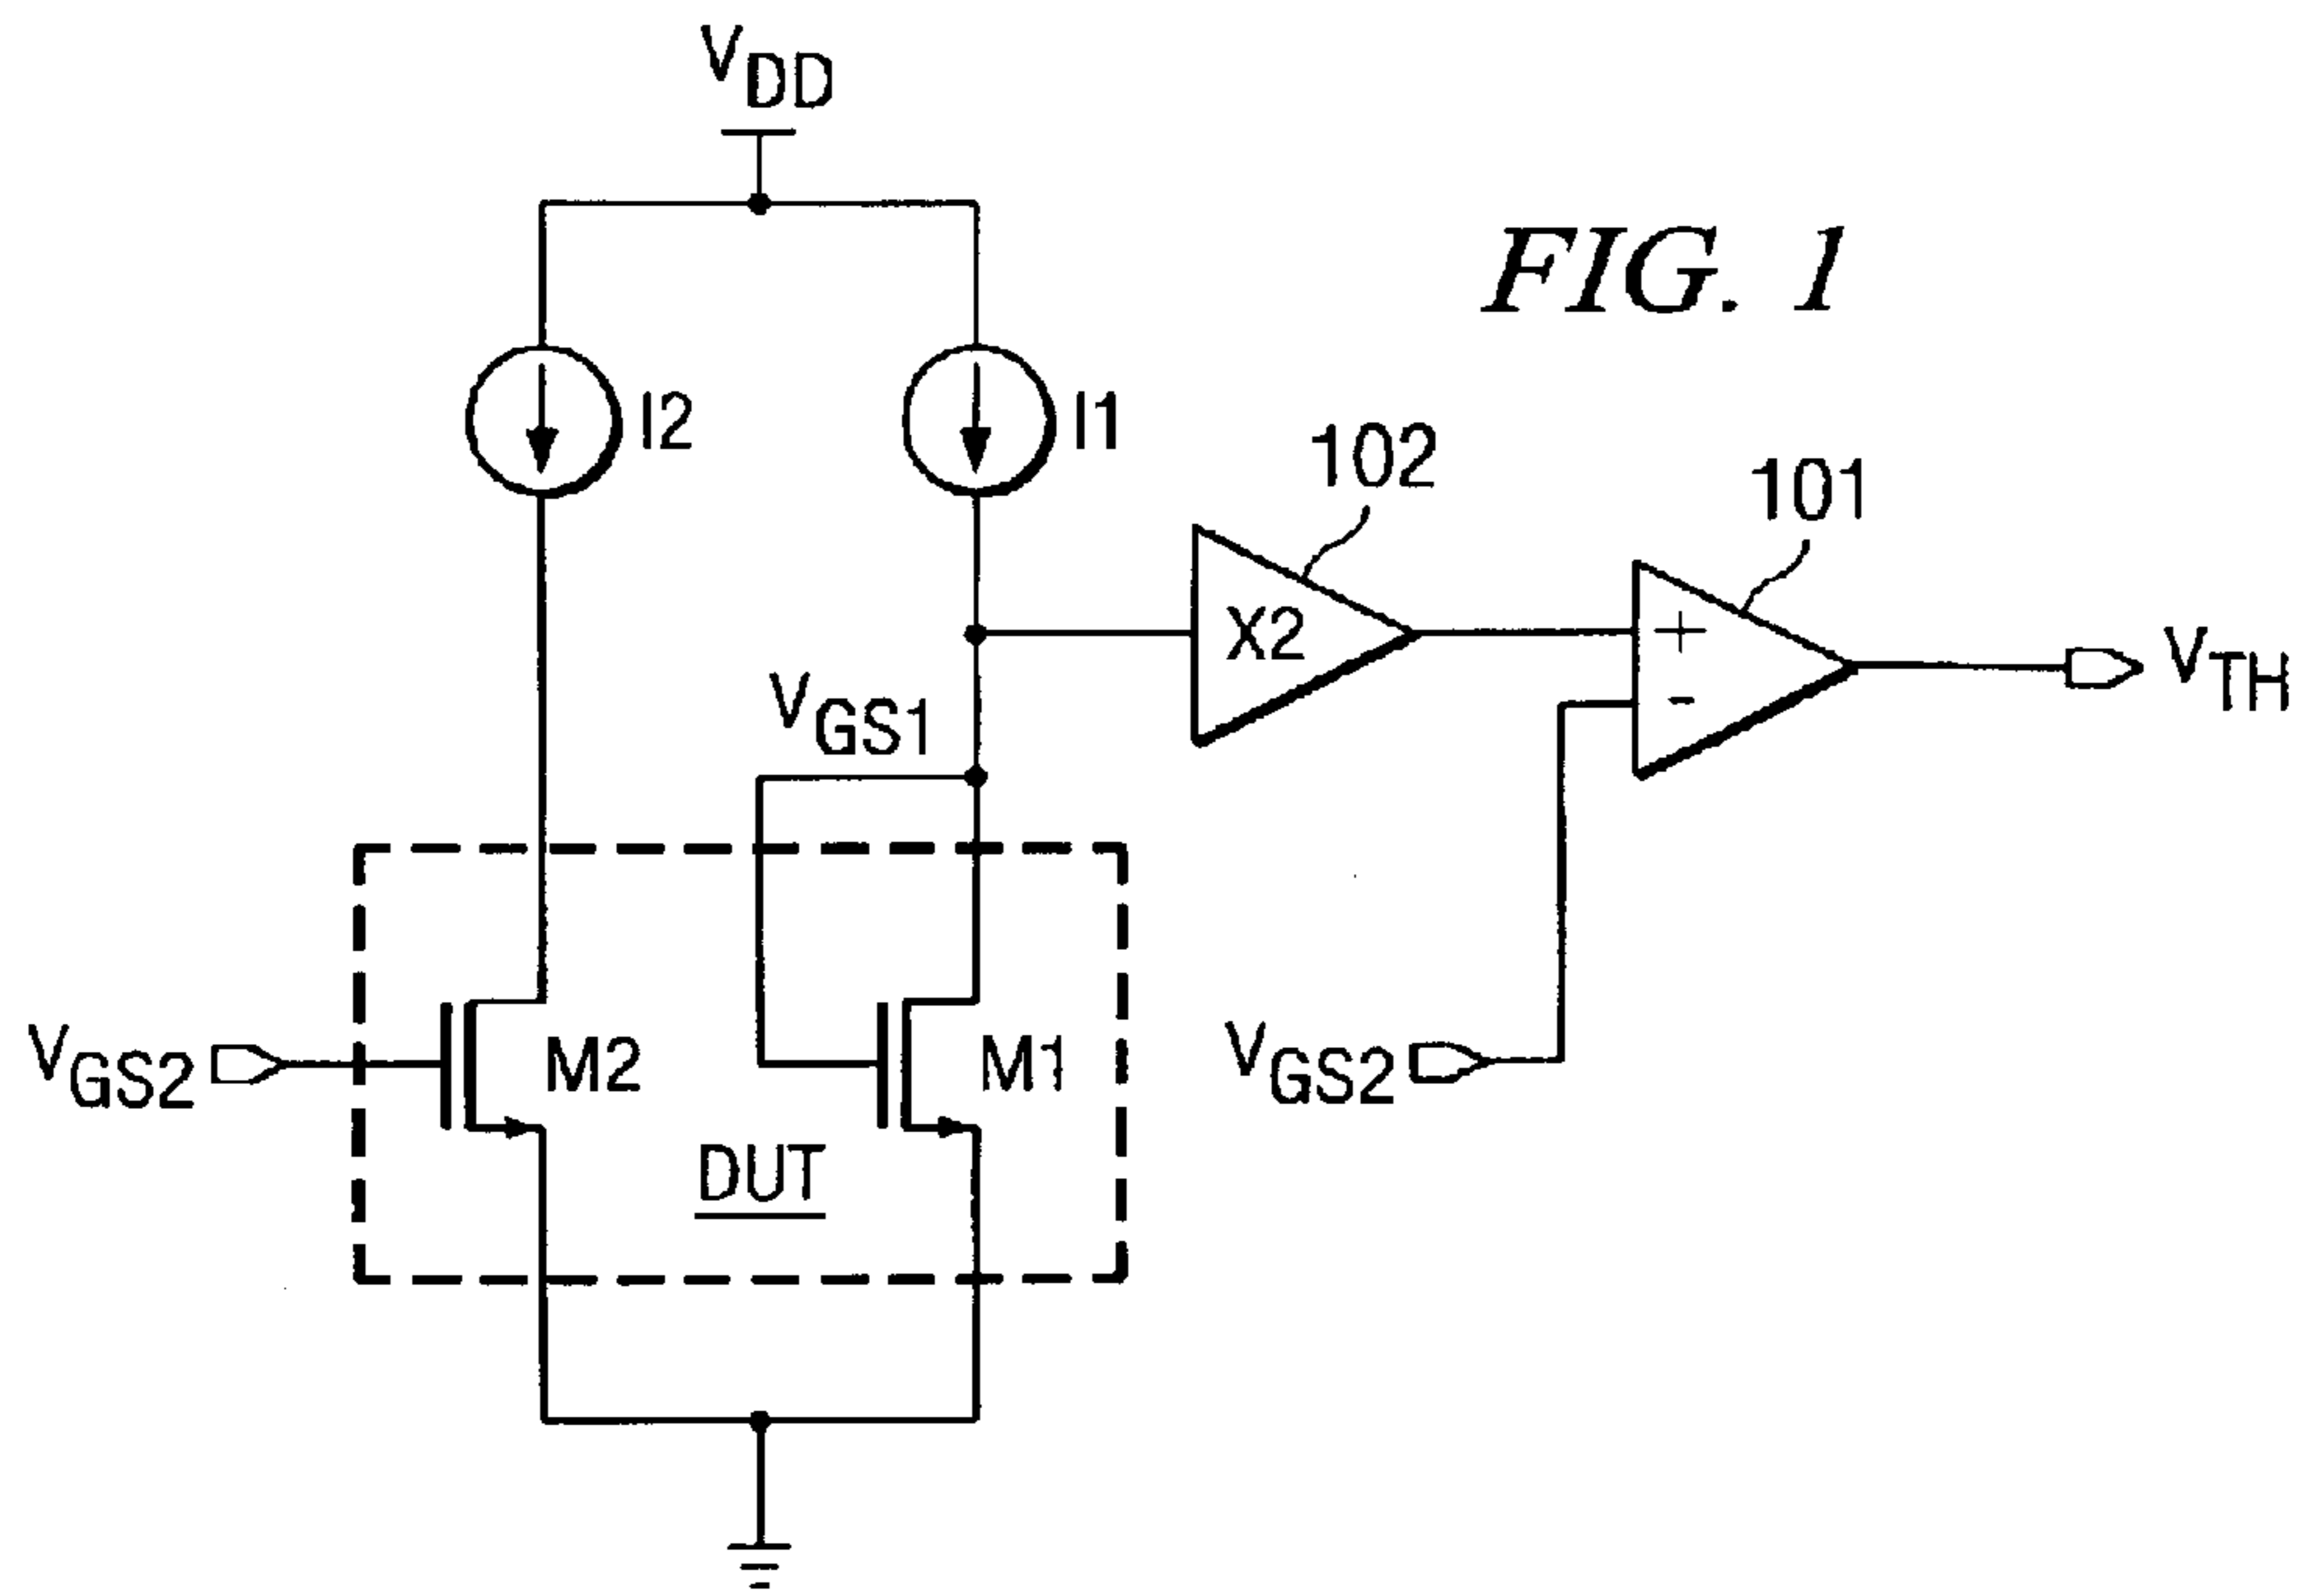 VDD
FIG. 1
I2
I1
102
101
X2
+
-
VTH
VGS1
VGS2
M2
M1
VGS2
DUT